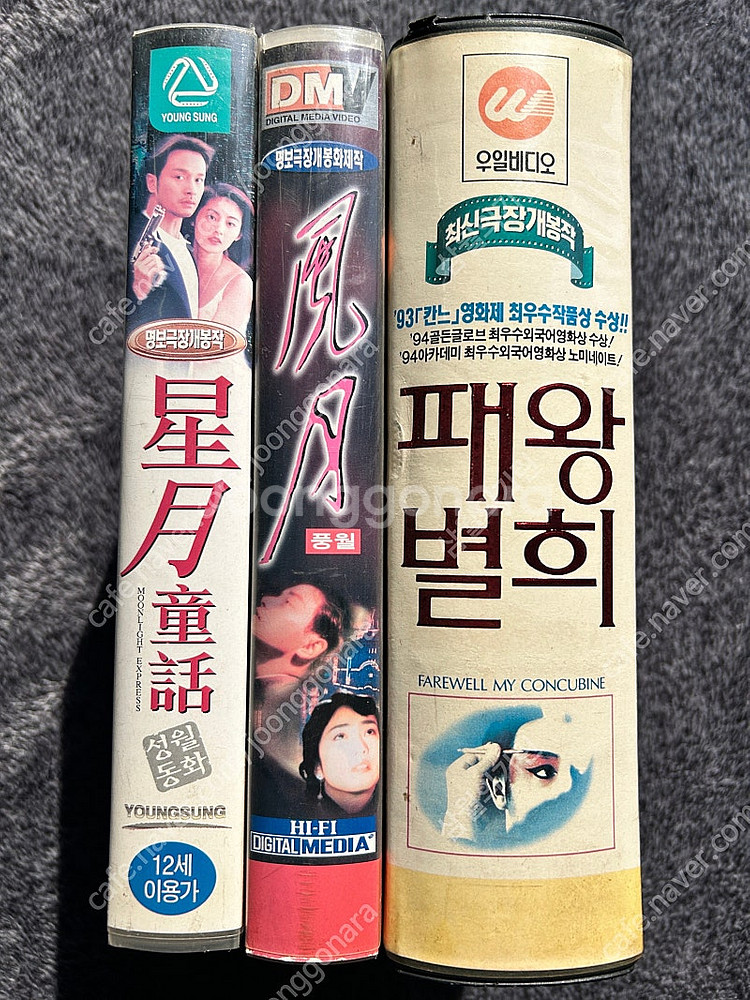 YOUNG SUNG
명보극장개봉작
星月童話
MOONLIGHT EXPRESS
성월
동화
YOUNGSUNG
12세
이용가
DMV
DIGITAL MEDIA VIDEO
명보극장개봉화제작
風月
풍월
HI-FI
DIGITAL MEDIA
우일비디오
최신극장개봉작
'93「칸느」영화제 최우수작품상 수상!!
'94골든글로브 최우수외국어영화상 수상!
'94아카데미 최우수외국어영화상 노미네이트!
패왕
별희
FAREWELL MY CONCUBINE
joonggonara
cafe.naver.com/joonggonara